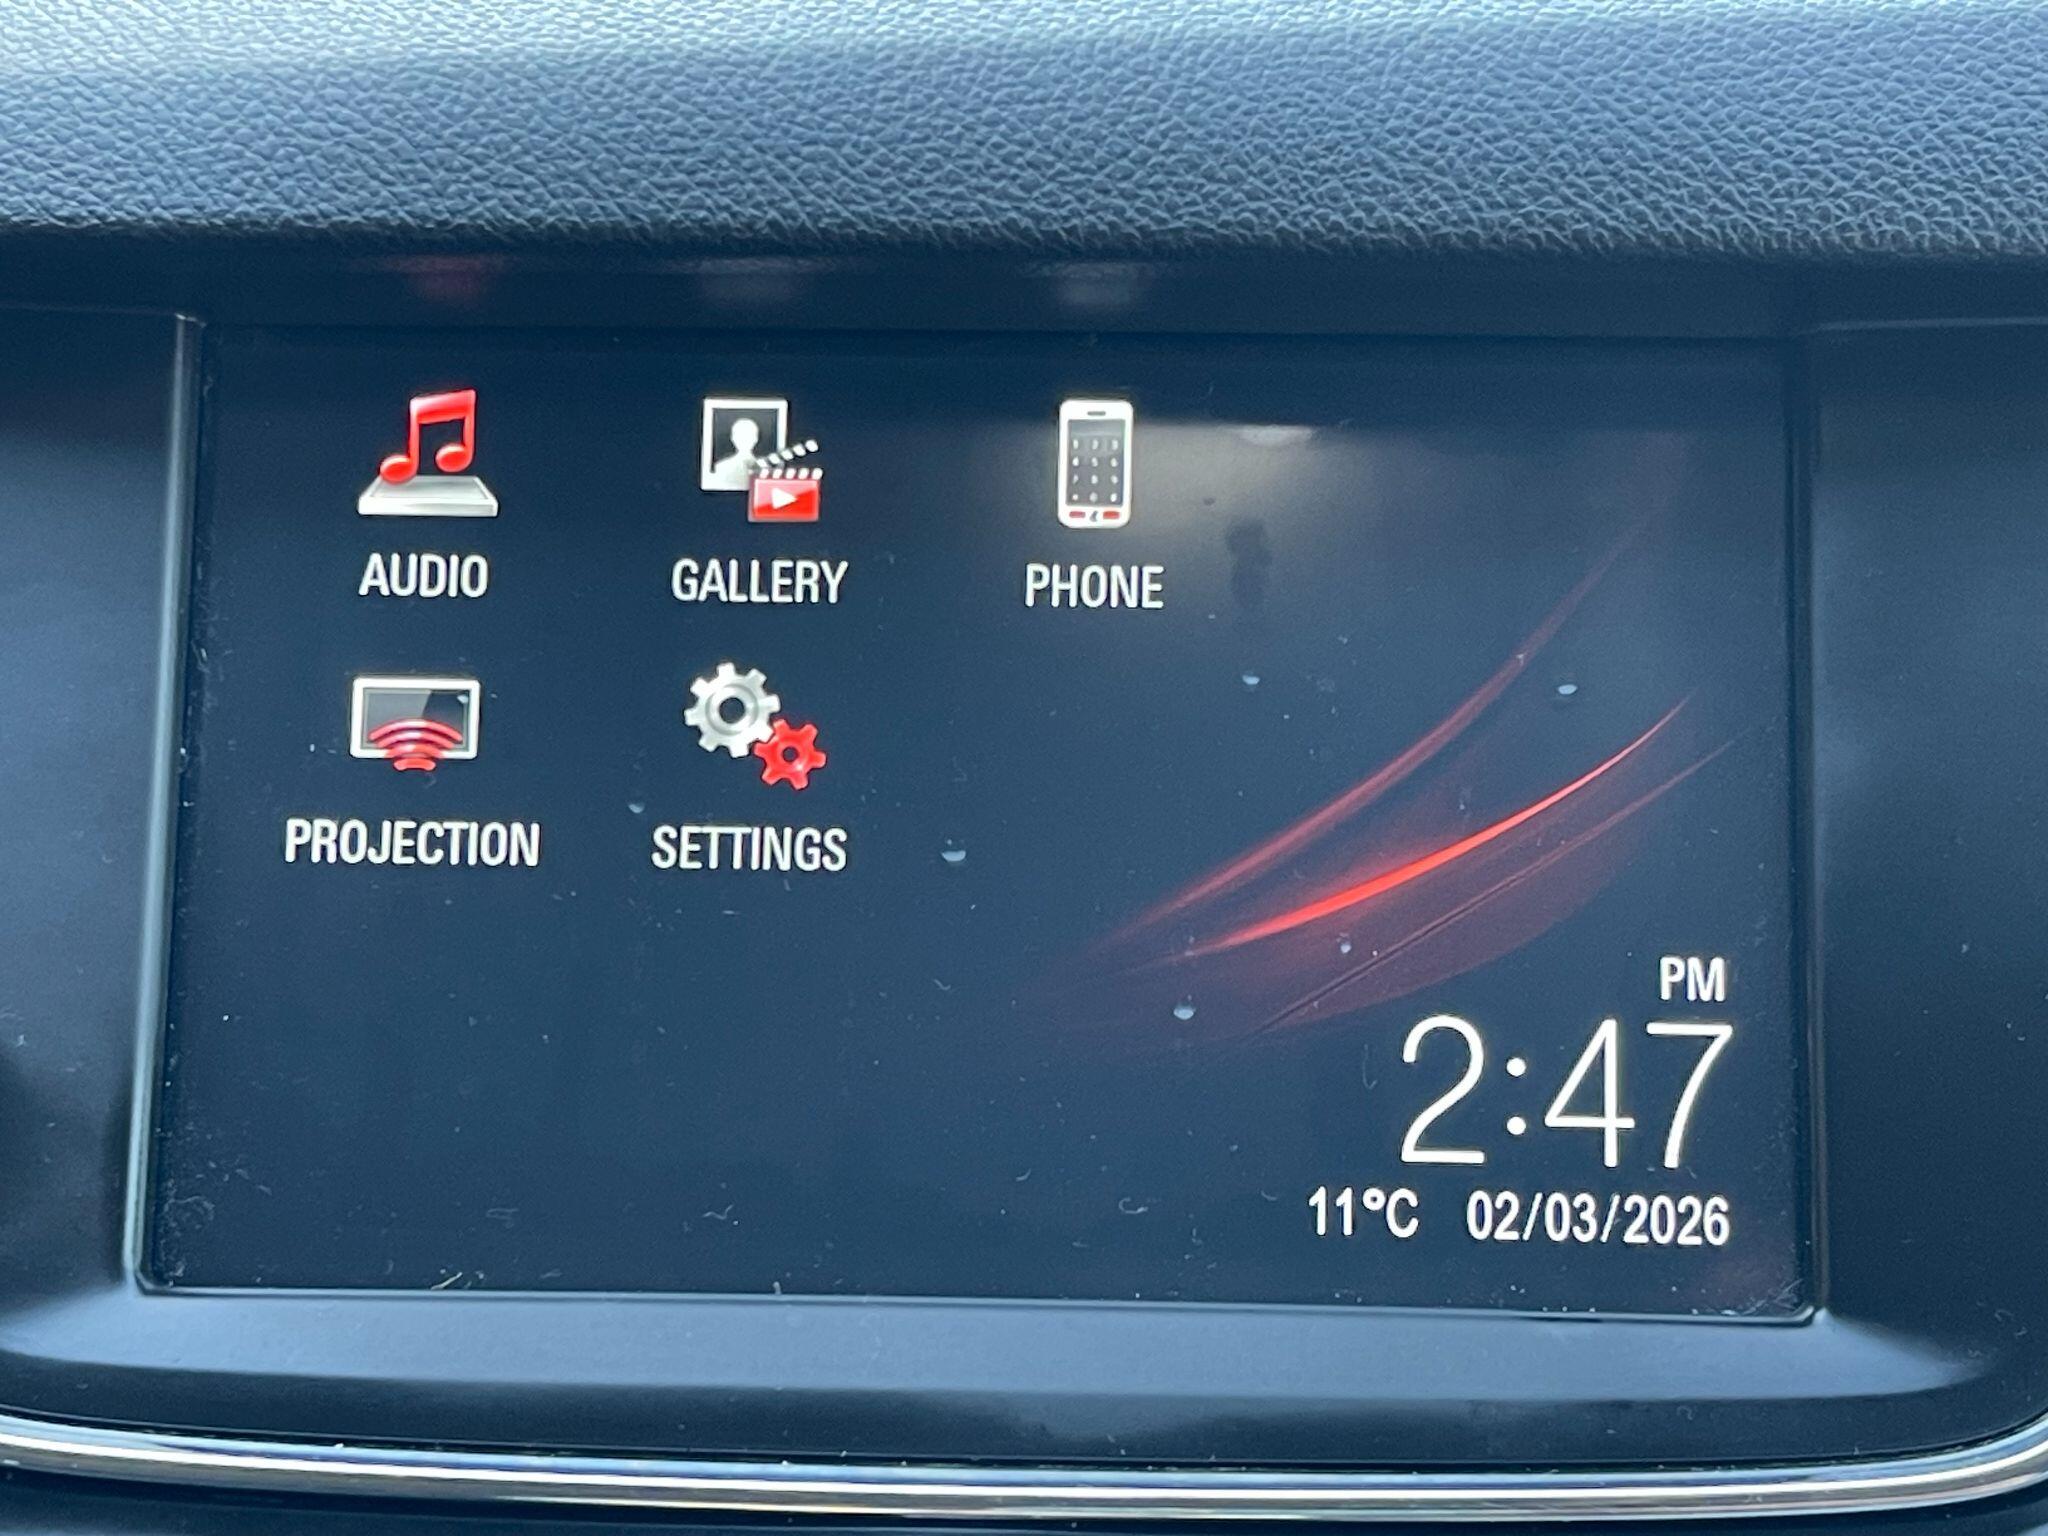 AUDIO GALLERY PHONE
PROJECTION SETTINGS
PM
2:47
11°C 02/03/2026